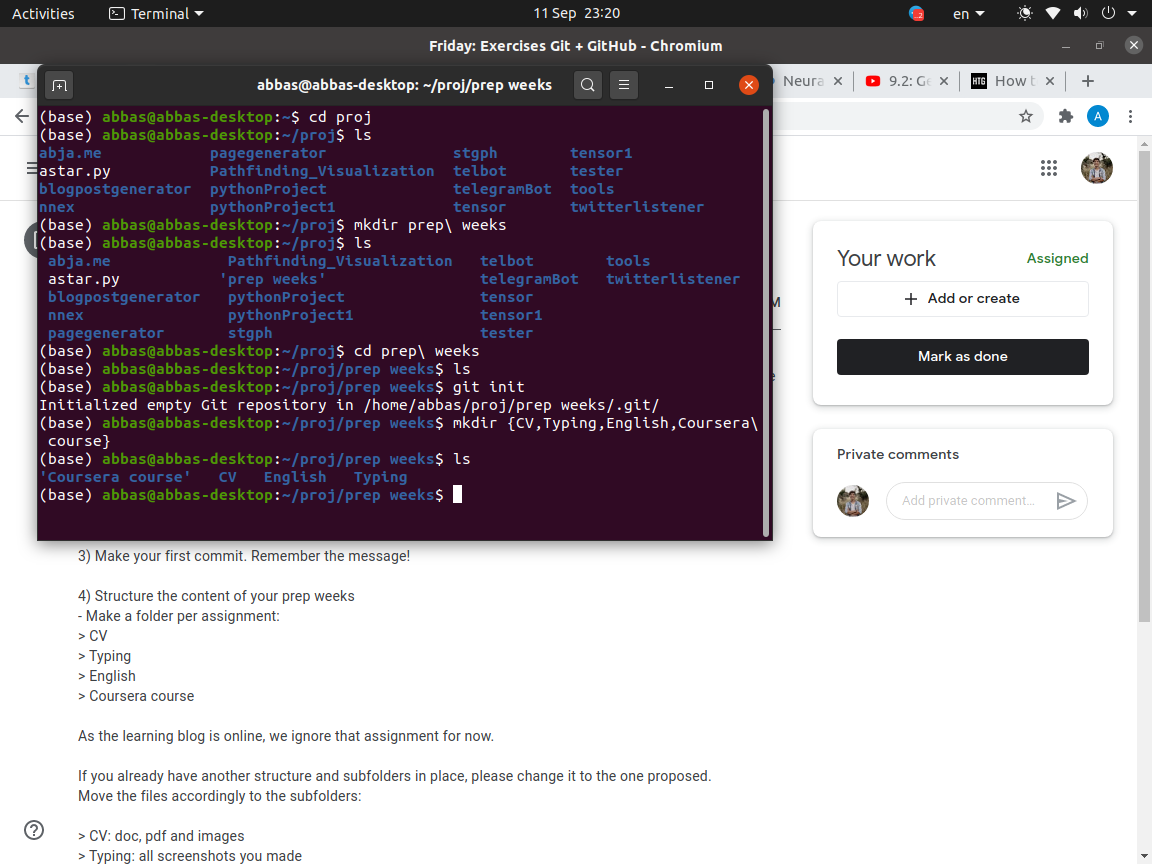 Activities Terminal 11 Sep 23:20 en
Friday: Exercises Git + GitHub - Chromium
t Neura 9.2: Ge HTG How t
abbas@abbas-desktop: ~/proj/prep weeks
A
(base) abbas@abbas-desktop:~$ cd proj
(base) abbas@abbas-desktop:~/proj$ ls
abja.me pagegenerator stgph tensor1
astar.py Pathfinding_Visualization telbot tester
blogpostgenerator pythonProject telegramBot tools
nnex pythonProject1 tensor twitterlistener
(base) abbas@abbas-desktop:~/proj$ mkdir prep\ weeks
(base) abbas@abbas-desktop:~/proj$ ls
abja.me Pathfinding_Visualization telbot tools
astar.py 'prep weeks' telegramBot twitterlistener
blogpostgenerator pythonProject tensor
nnex pythonProject1 tensor1
pagegenerator stgph tester
(base) abbas@abbas-desktop:~/proj$ cd prep\ weeks
(base) abbas@abbas-desktop:~/proj/prep weeks$ ls
(base) abbas@abbas-desktop:~/proj/prep weeks$ git init
Initialized empty Git repository in /home/abbas/proj/prep weeks/.git/
(base) abbas@abbas-desktop:~/proj/prep weeks$ mkdir {CV,Typing,English,Coursera\
course}
(base) abbas@abbas-desktop:~/proj/prep weeks$ ls
'Coursera course' CV English Typing
(base) abbas@abbas-desktop:~/proj/prep weeks$
Your work Assigned
+ Add or create
Mark as done
Private comments
Add private comment...
3) Make your first commit. Remember the message!
4) Structure the content of your prep weeks
- Make a folder per assignment:
> CV
> Typing
> English
> Coursera course
As the learning blog is online, we ignore that assignment for now.
If you already have another structure and subfolders in place, please change it to the one proposed.
Move the files accordingly to the subfolders:
> CV: doc, pdf and images
> Typing: all screenshots you made